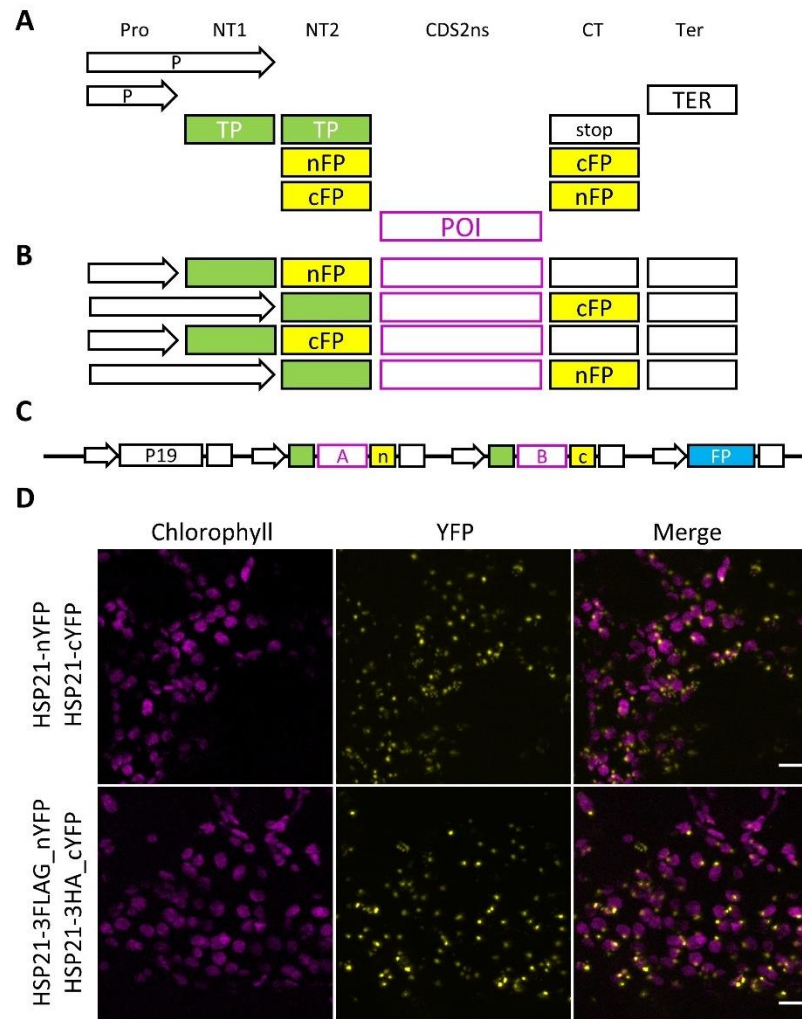 A
Pro NT1 NT2 CDS2ns CT Ter
P
P
TER
TP TP stop
nFP cFP
cFP nFP
POI
B
nFP
cFP
cFP
nFP
C
P19 A n B c FP
D
Chlorophyll YFP Merge
HSP21-nYFP
HSP21-cYFP
HSP21-3FLAG_nYFP
HSP21-3HA_cYFP